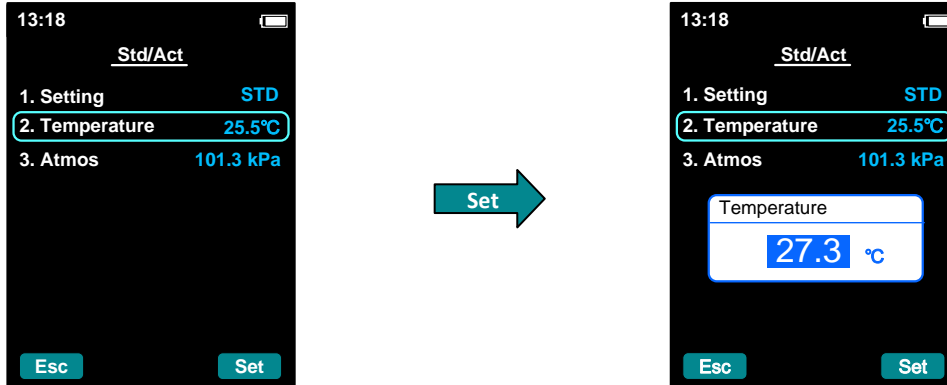 13:18
Std/Act
1. Setting STD
2. Temperature 25.5℃
3. Atmos 101.3 kPa
Esc Set
Set
13:18
Std/Act
1. Setting STD
2. Temperature 25.5℃
3. Atmos 101.3 kPa
Temperature
27.3 ℃
Esc Set